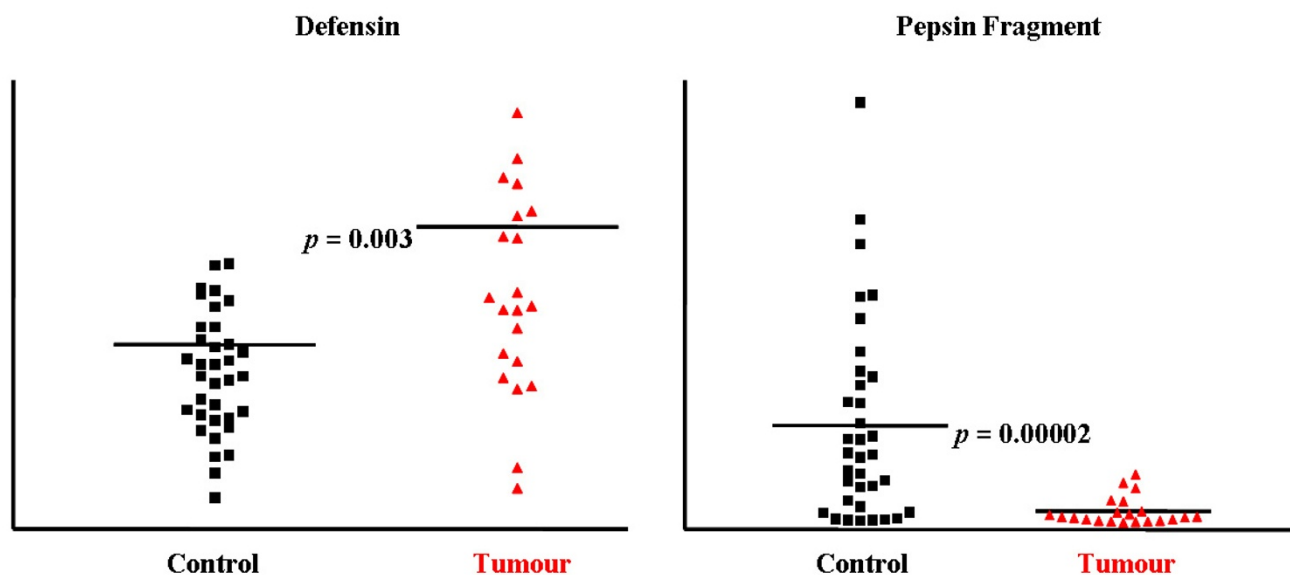 Defensin
Pepsin Fragment
p = 0.003
p = 0.00002
Control
Tumour
Control
Tumour